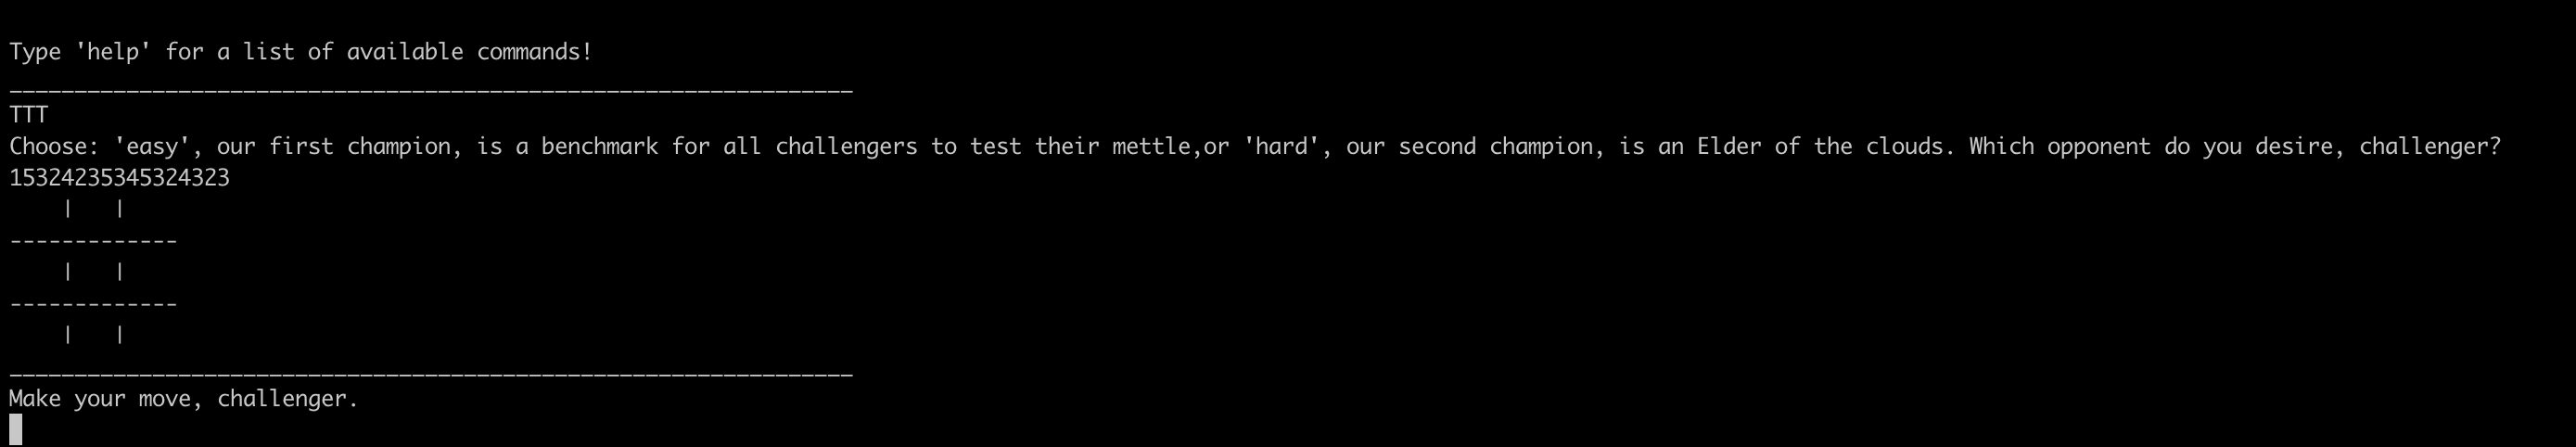 Type 'help' for a list of available commands!
_________________________________________________________________
TTT
Choose: 'easy', our first champion, is a benchmark for all challengers to test their mettle,or 'hard', our second champion, is an Elder of the clouds. Which opponent do you desire, challenger?
15324235345324323
    |   |
-------------
    |   |
-------------
    |   |
_________________________________________________________________
Make your move, challenger.